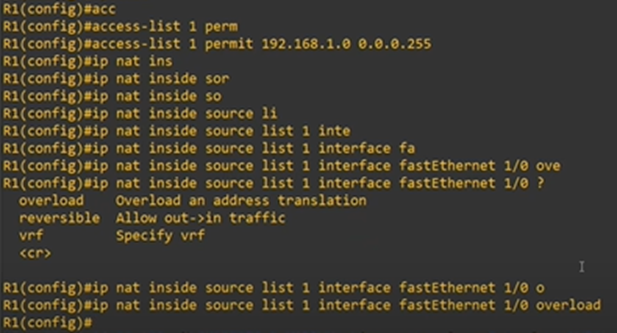 R1(config)#acc
R1(config)#access-list 1 perm
R1(config)#access-list 1 permit 192.168.1.0 0.0.0.255
R1(config)#ip nat ins
R1(config)#ip nat inside sor
R1(config)#ip nat inside so
R1(config)#ip nat inside source li
R1(config)#ip nat inside source list 1 inte
R1(config)#ip nat inside source list 1 interface fa
R1(config)#ip nat inside source list 1 interface fastEthernet 1/0 ove
R1(config)#ip nat inside source list 1 interface fastEthernet 1/0 ?
  overload    Overload an address translation
  reversible  Allow out->in traffic
  vrf         Specify vrf
  <cr>

R1(config)#ip nat inside source list 1 interface fastEthernet 1/0 o
R1(config)#ip nat inside source list 1 interface fastEthernet 1/0 overload
R1(config)#